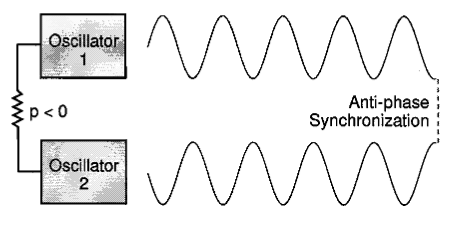 Oscillator
1
p < 0
Anti-phase
Synchronization
Oscillator
2